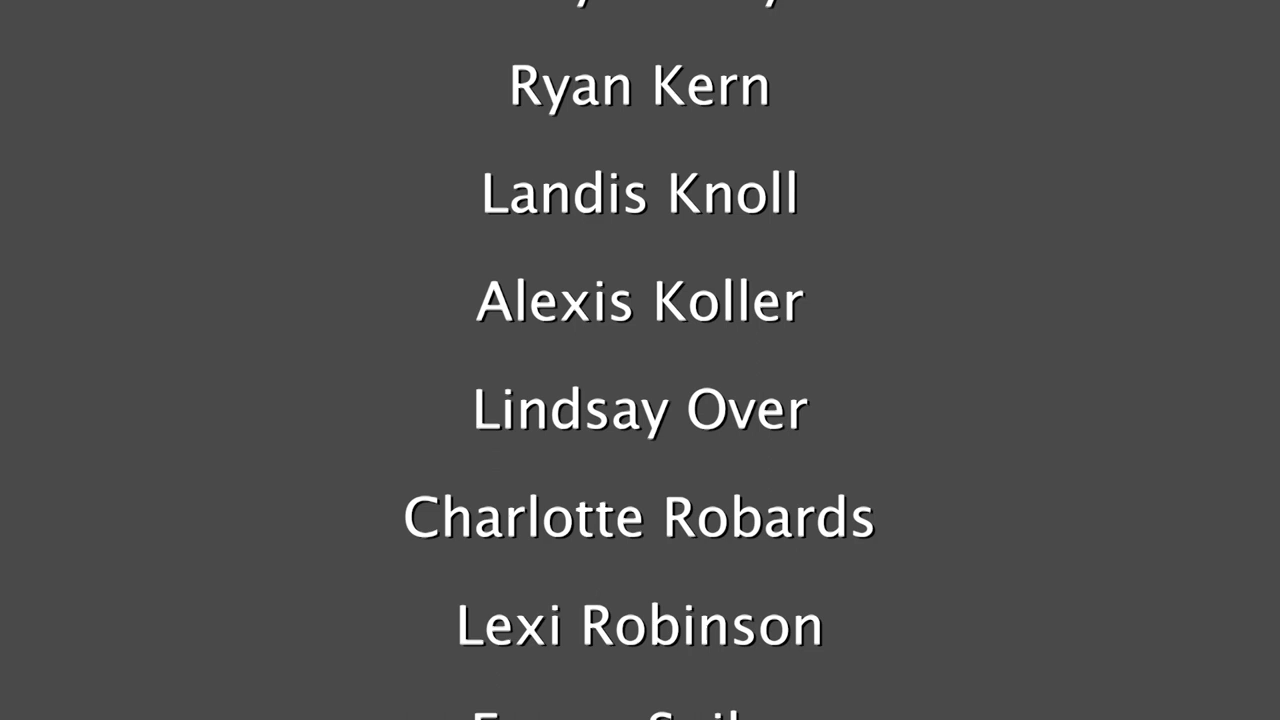 Ryan Kern
Landis Knoll
Alexis Koller
Lindsay Over
Charlotte Robards
Lexi Robinson